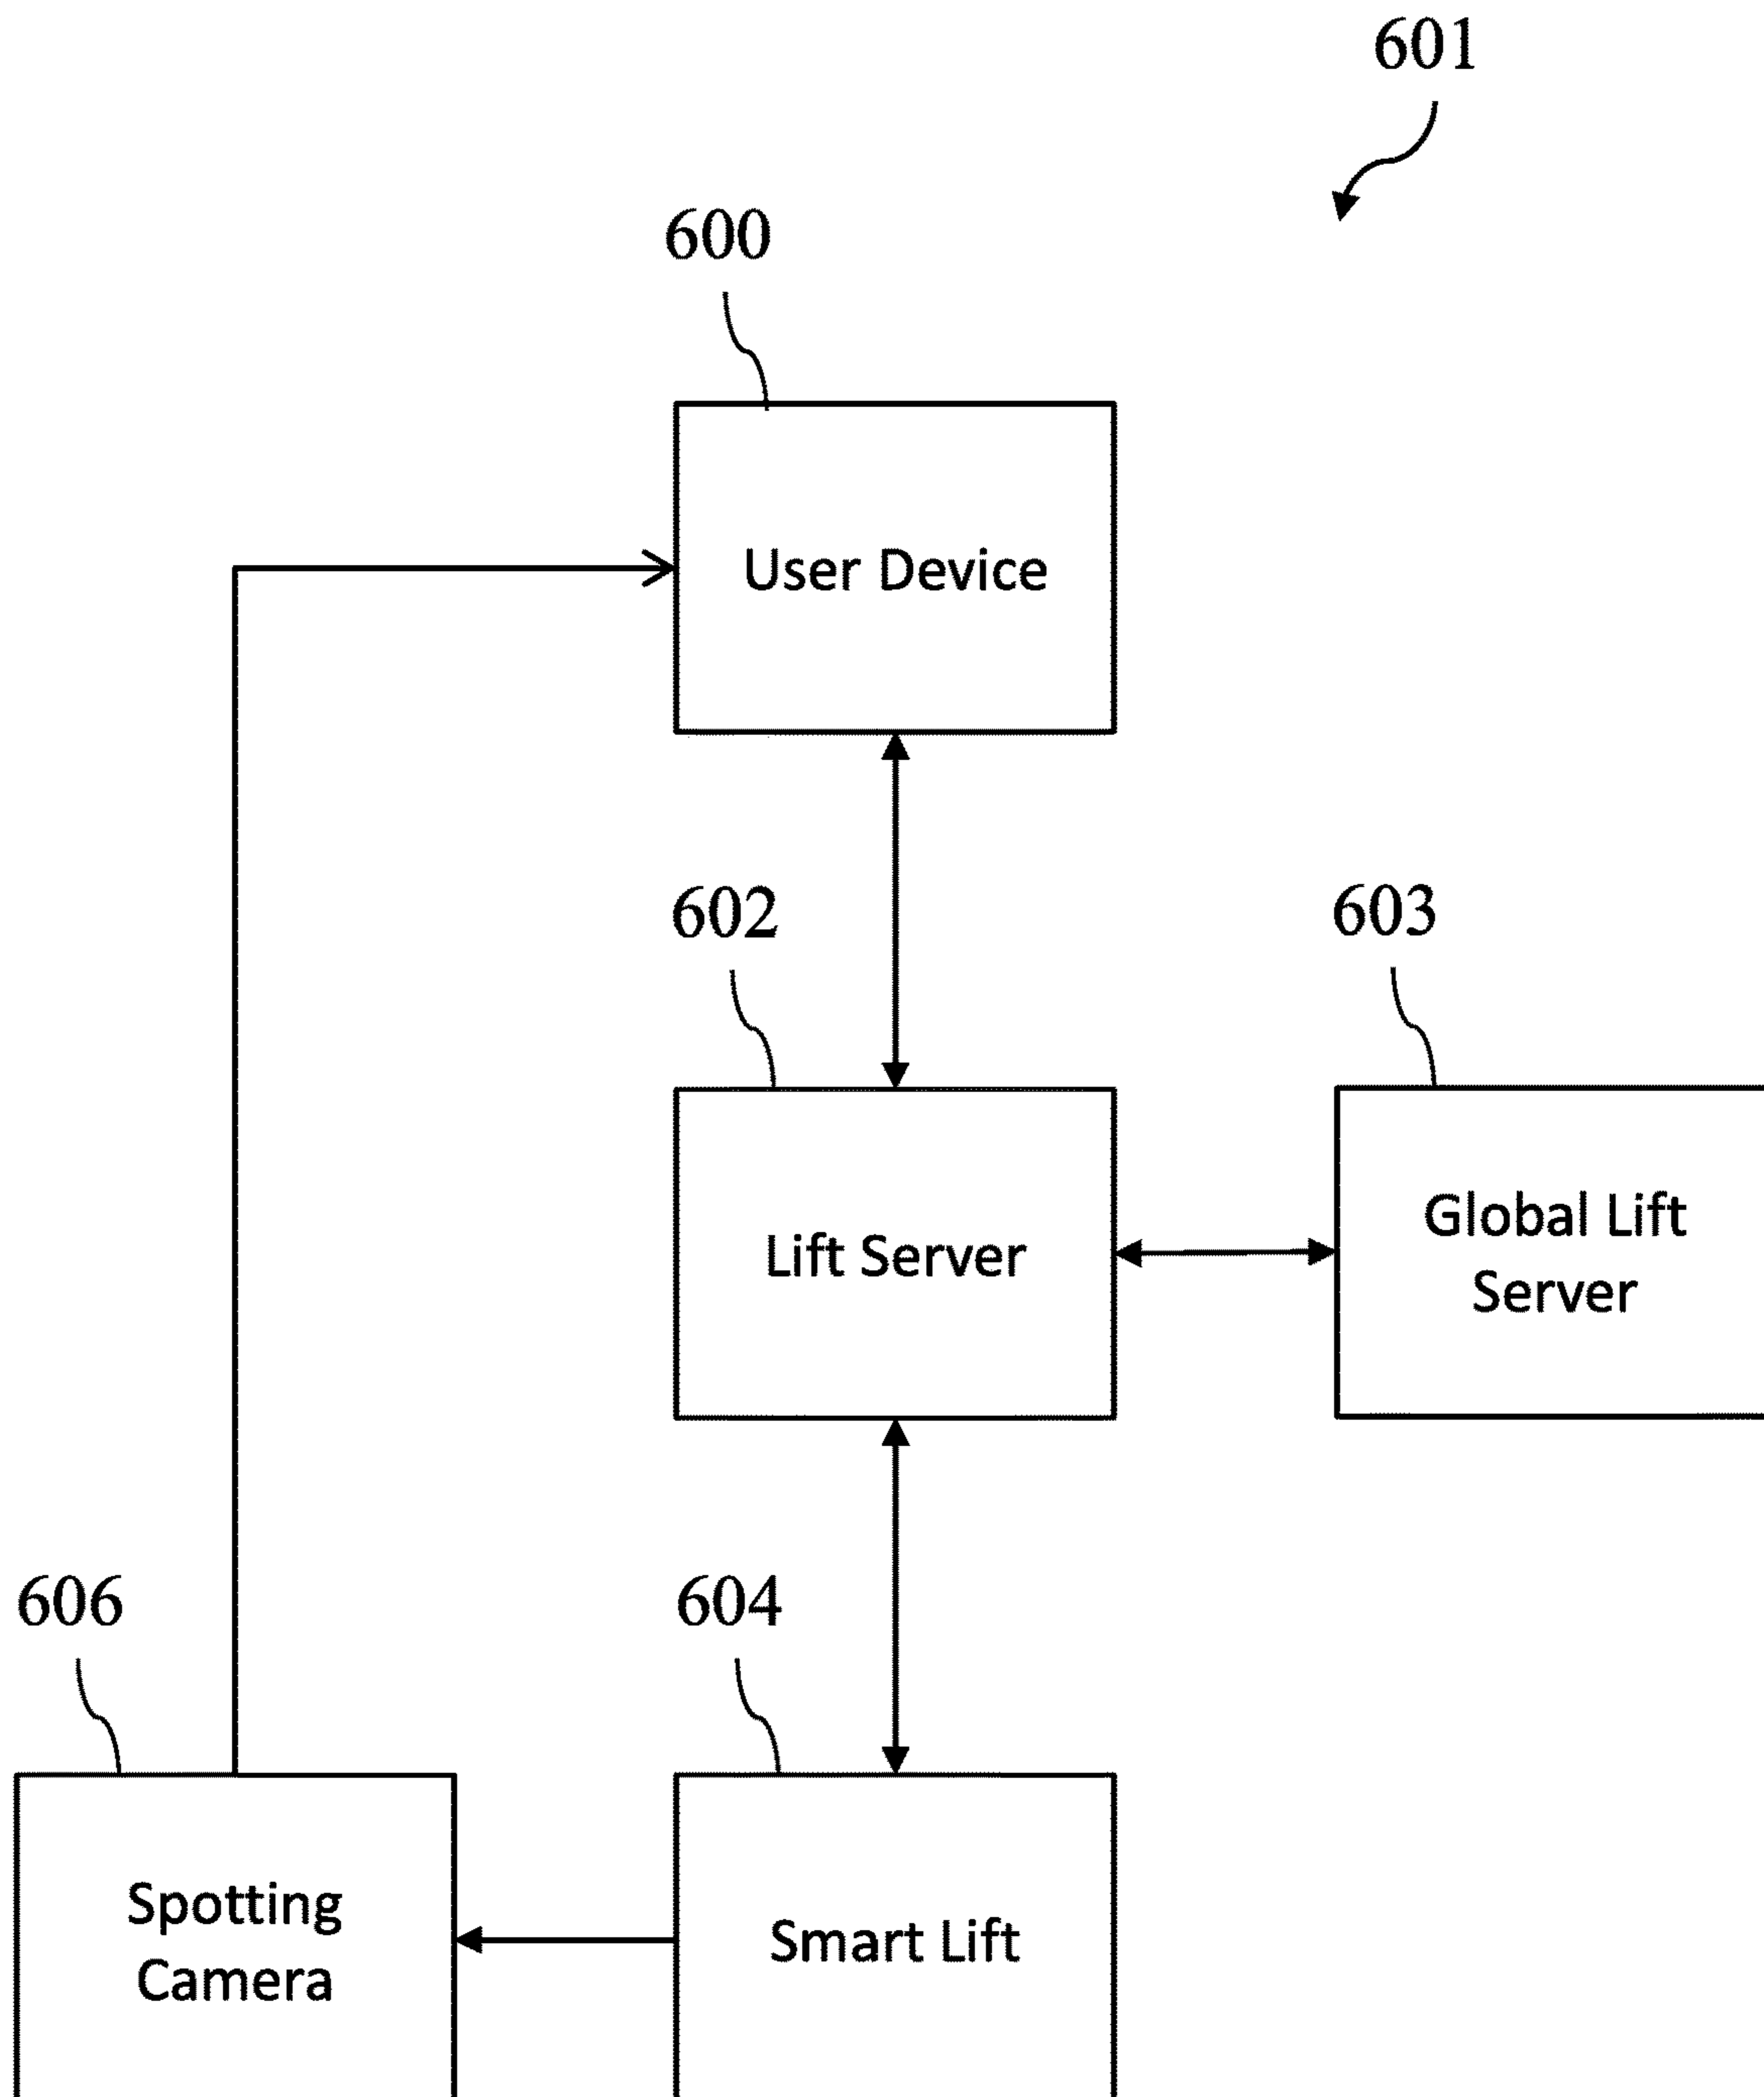 601
600
User Device
602
603
Lift Server
Global Lift
Server
606
604
Spotting
Camera
Smart Lift